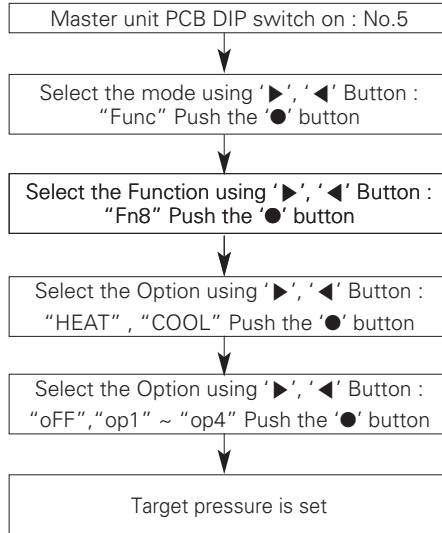 Master unit PCB DIP switch on : No.5
Select the mode using ‘▶’, ‘◀’ Button :
“Func” Push the ‘●’ button
Select the Function using ‘▶’, ‘◀’ Button :
“Fn8” Push the ‘●’ button
Select the Option using ‘▶’, ‘◀’ Button :
“HEAT” , “COOL” Push the ‘●’ button
Select the Option using ‘▶’, ‘◀’ Button :
“oFF”,“op1” ~ “op4” Push the ‘●’ button
Target pressure is set